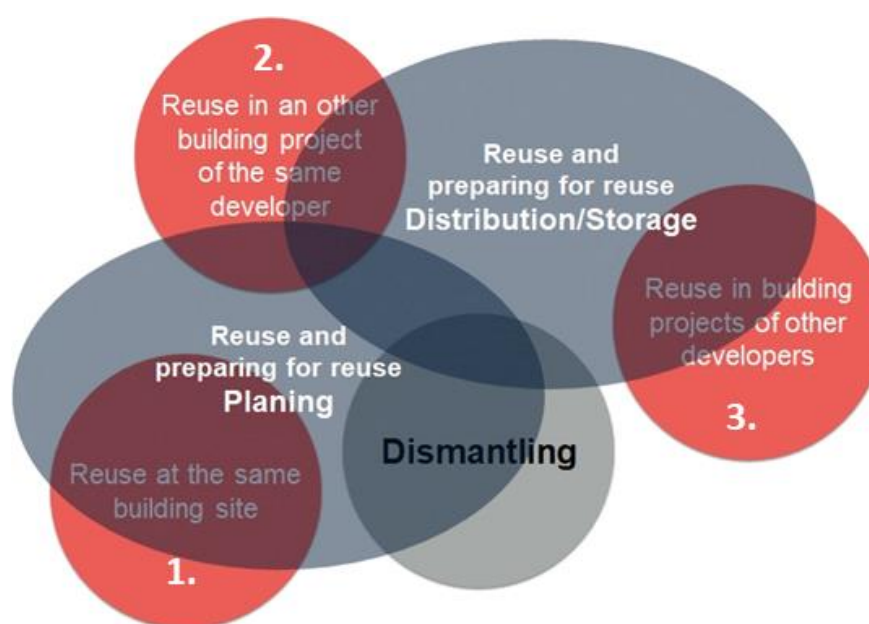 2.
Reuse in an other
building project
of the same
developer
Reuse and
preparing for reuse
Distribution/Storage
Reuse in building
projects of other
developers
3.
Reuse and
preparing for reuse
Planing
Dismantling
Reuse at the same
building site
1.